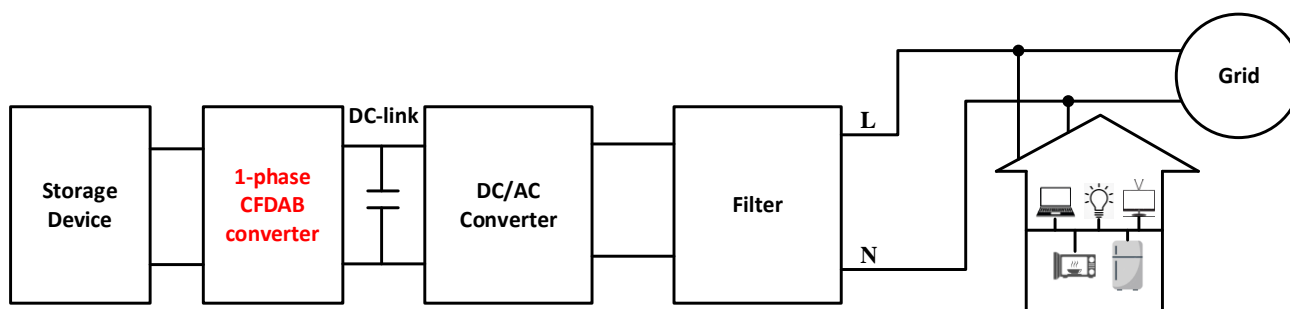 Storage
Device
1-phase
CFDAB
converter
DC-link
DC/AC
Converter
Filter
L
N
Grid